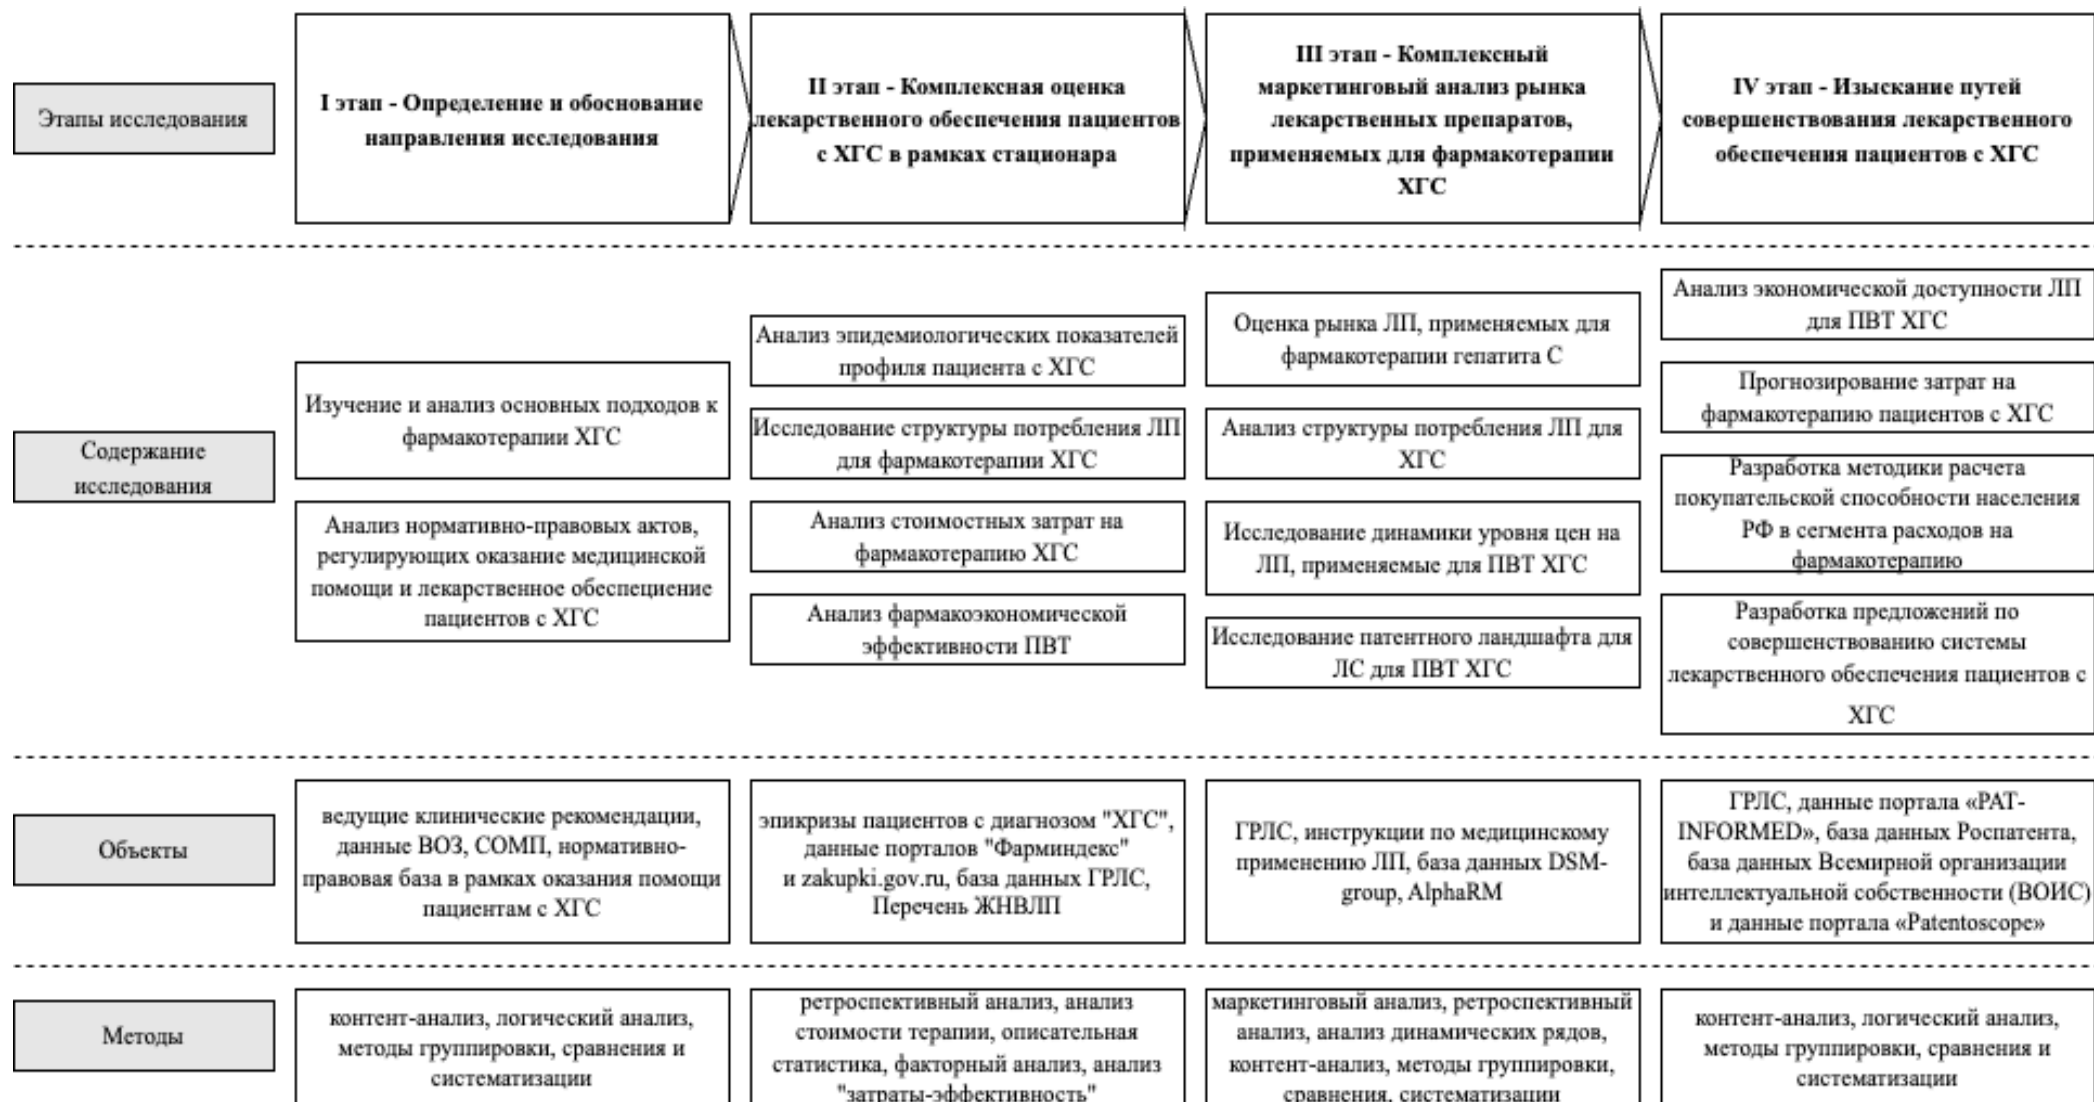 Этапы исследования
I этап - Определение и обоснование
направления исследования
II этап - Комплексная оценка
лекарственного обеспечения пациентов
с ХГС в рамках стационара
III этап - Комплексный
маркетинговый анализ рынка
лекарственных препаратов,
применяемых для фармакотерапии
ХГС
IV этап - Изыскание путей
совершенствования лекарственного
обеспечения пациентов с ХГС
Содержание
исследования
Изучение и анализ основных подходов к
фармакотерапии ХГС
Анализ нормативно-правовых актов,
регулирующих оказание медицинской
помощи и лекарственное обеспециение
пациентов с ХГС
Анализ эпидемиологических показателей
профиля пациента с ХГС
Исследование структуры потребления ЛП
для фармакотерапии ХГС
Анализ стоимостных затрат на
фармакотерапию ХГС
Анализ фармакоэкономической
эффективности ПВТ
Оценка рынка ЛП, применяемых для
фармакотерапии гепатита С
Анализ структуры потребления ЛП для
ХГС
Исследование динамики уровня цен на
ЛП, применяемые для ПВТ ХГС
Исследование патентного ландшафта для
ЛС для ПВТ ХГС
Анализ экономической доступности ЛП
для ПВТ ХГС
Прогнозирование затрат на
фармакотерапию пациентов с ХГС
Разработка методики расчета
покупательской способности населения
РФ в сегмента расходов на
фармакотерапию
Разработка предложений по
совершенствованию системы
лекарственного обеспечения пациентов с
ХГС
Объекты
ведущие клинические рекомендации,
данные ВОЗ, СОМП, нормативно-
правовая база в рамках оказания помощи
пациентам с ХГС
эпикризы пациентов с диагнозом "ХГС",
данные порталов "Фарминдекс"
и zakupki.gov.ru, база данных ГРЛС,
Перечень ЖНВЛП
ГРЛС, инструкции по медицинскому
применению ЛП, база данных DSM-
group, AlphaRM
ГРЛС, данные портала «PAT-
INFORMED», база данных Роспатента,
база данных Всемирной организации
интеллектуальной собственности (ВОИС)
и данные портала «Patentoscope»
Методы
контент-анализ, логический анализ,
методы группировки, сравнения и
систематизации
ретроспективный анализ, анализ
стоимости терапии, описательная
статистика, факторный анализ, анализ
"затраты-эффективность"
маркетинговый анализ, ретроспективный
анализ, анализ динамических рядов,
контент-анализ, методы группировки,
сравнения, систематизации
контент-анализ, логический анализ,
методы группировки, сравнения и
систематизации